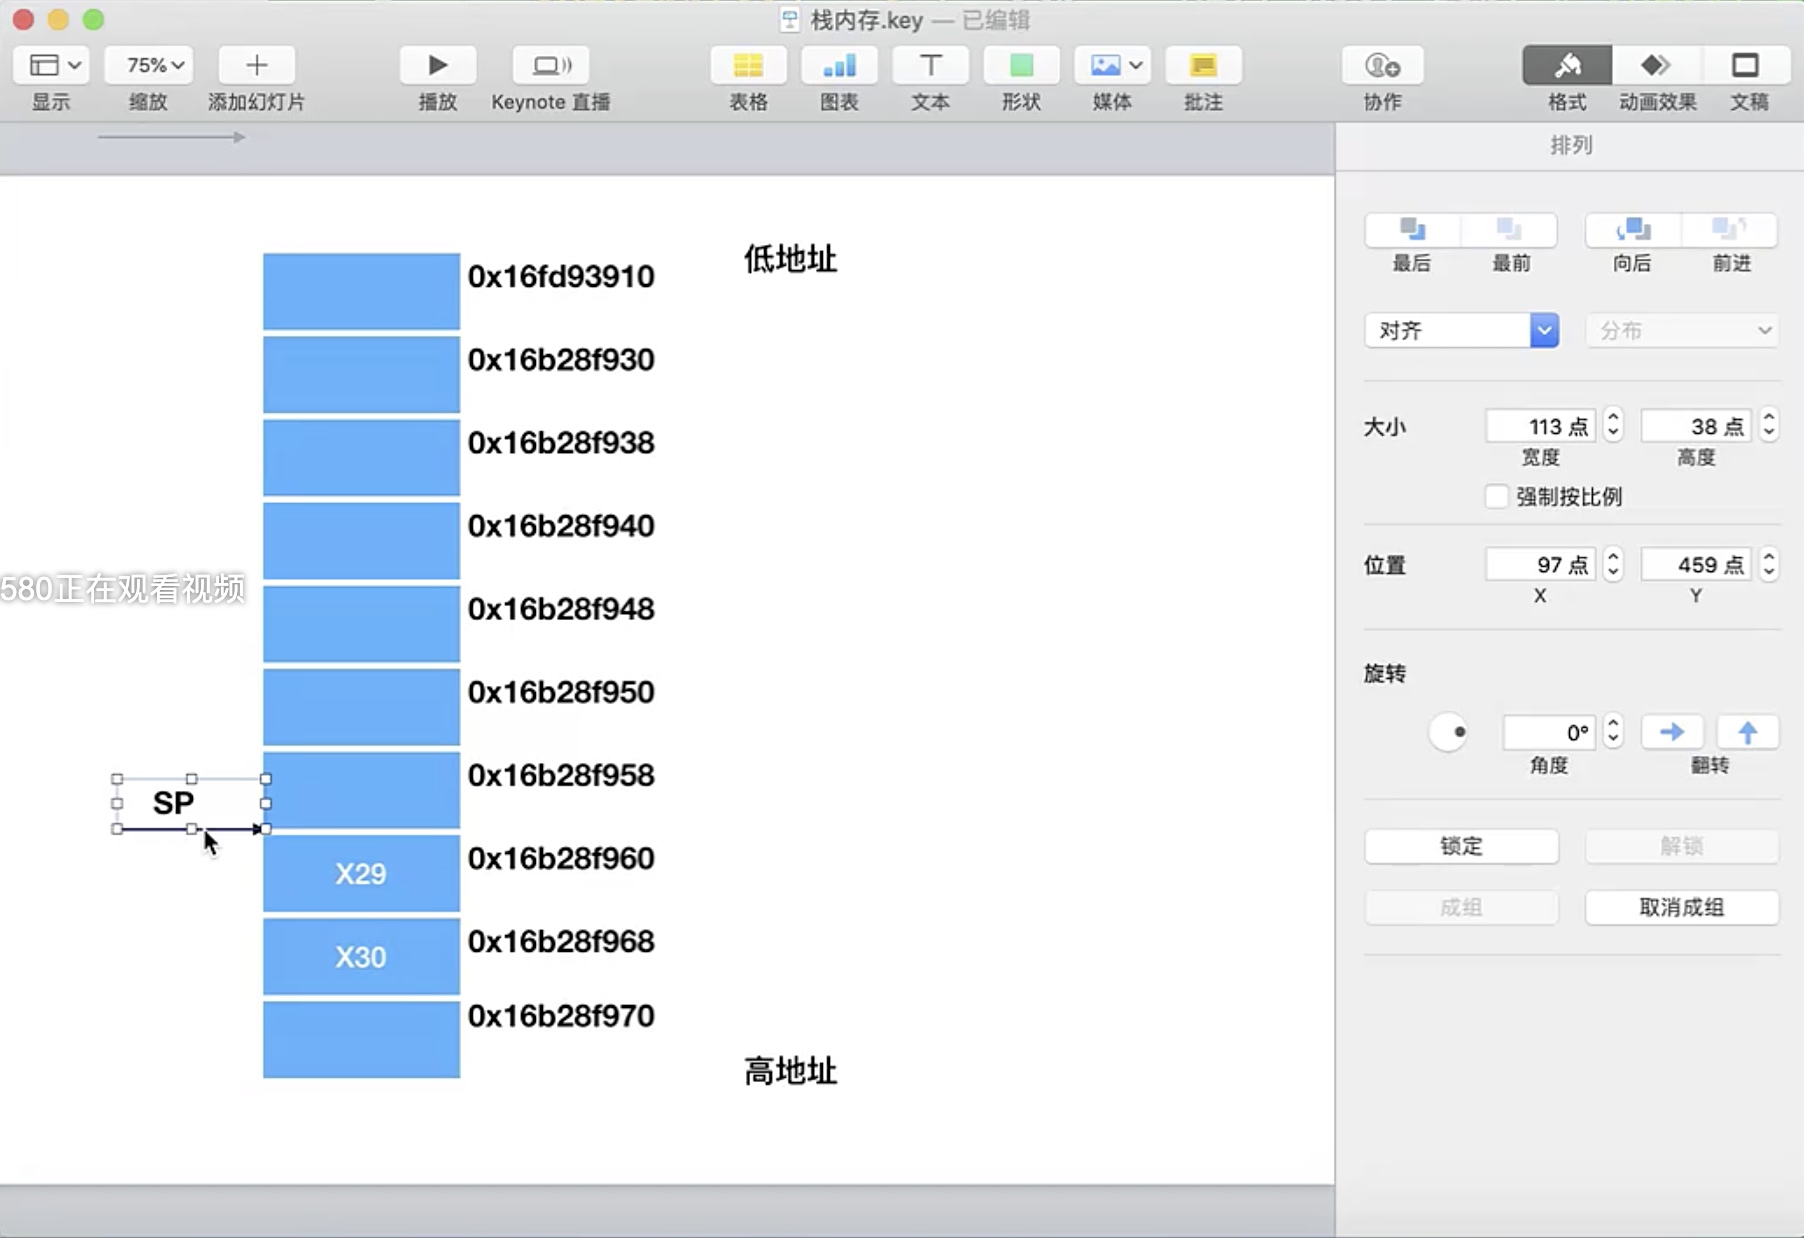 栈内存.key — 已编辑
75%
显示 缩放 添加幻灯片 播放 Keynote 直播 表格 图表 文本 形状 媒体 批注 协作 格式 动画效果 文稿
排列
低地址
0x16fd93910
0x16b28f930
0x16b28f938
0x16b28f940
580正在观看视频
0x16b28f948
0x16b28f950
0x16b28f958
SP
X29 0x16b28f960
X30 0x16b28f968
0x16b28f970
高地址
最后 最前 向后 前进
对齐 分布
大小 113 点 38 点
宽度 高度
强制按比例
位置 97 点 459 点
X Y
旋转
0°
角度 翻转
锁定 解锁
成组 取消成组